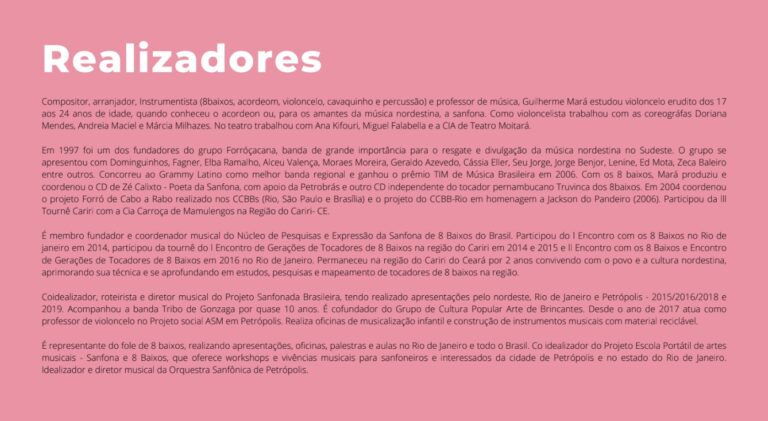 Realizadores
Compositor, arranjador, Instrumentista (8baixos, acordeom, violoncelo, cavaquinho e percussão) e professor de música, Guilherme Mará estudou violoncelo erudito dos 17
aos 24 anos de idade, quando conheceu o acordeon ou, para os amantes da música nordestina, a sanfona. Como violoncelista trabalhou com as coreográfas Doriana
Mendes, Andreia Maciel e Márcia Milhazes. No teatro trabalhou com Ana Kifouri, Miguel Falabella e a CIA de Teatro Moitará.
Em 1997 foi um dos fundadores do grupo Forróçacana, banda de grande importância para o resgate e divulgação da música nordestina no Sudeste. O grupo se
apresentou com Dominguinhos, Fagner, Elba Ramalho, Alceu Valença, Moraes Moreira, Geraldo Azevedo, Cássia Eller, Seu Jorge, Jorge Benjor, Lenine, Ed Mota, Zeca Baleiro
entre outros. Concorreu ao Grammy Latino como melhor banda regional e ganhou o prêmio TIM de Música Brasileira em 2006. Com os 8 baixos, Mará produziu e
coordenou o CD de Zé Calixto - Poeta da Sanfona, com apoio da Petrobrás e outro CD independente do tocador pernambucano Truvinca dos 8baixos. Em 2004 coordenou
o projeto Forró de Cabo a Rabo realizado nos CCBBs (Rio, São Paulo e Brasília) e o projeto do CCBB-Rio em homenagem a Jackson do Pandeiro (2006). Participou da III
Tournê Cariri com a Cia Carroça de Mamulengos na Região do Cariri- CE.
É membro fundador e coordenador musical do Núcleo de Pesquisas e Expressão da Sanfona de 8 Baixos do Brasil. Participou do I Encontro com os 8 Baixos no Rio de
janeiro em 2014, participou da tournê do I Encontro de Gerações de Tocadores de 8 Baixos na região do Cariri em 2014 e 2015 e II Encontro com os 8 Baixos e Encontro
de Gerações de Tocadores de 8 Baixos em 2016 no Rio de Janeiro. Permaneceu na região do Cariri do Ceará por 2 anos convivendo com o povo e a cultura nordestina,
aprimorando sua técnica e se aprofundando em estudos, pesquisas e mapeamento de tocadores de 8 baixos na região.
Coidealizador, roteirista e diretor musical do Projeto Sanfonada Brasileira, tendo realizado apresentações pelo nordeste, Rio de Janeiro e Petrópolis - 2015/2016/2018 e
2019. Acompanhou a banda Tribo de Gonzaga por quase 10 anos. É cofundador do Grupo de Cultura Popular Arte de Brincantes. Desde o ano de 2017 atua como
professor de violoncelo no Projeto social ASM em Petrópolis. Realiza oficinas de musicalização infantil e construção de instrumentos musicais com material reciclável.
É representante do fole de 8 baixos, realizando apresentações, oficinas, palestras e aulas no Rio de Janeiro e todo o Brasil. Co idealizador do Projeto Escola Portátil de artes
musicais - Sanfona e 8 Baixos, que oferece workshops e vivências musicais para sanfoneiros e interessados da cidade de Petrópolis e no estado do Rio de Janeiro.
Idealizador e diretor musical da Orquestra Sanfônica de Petrópolis.